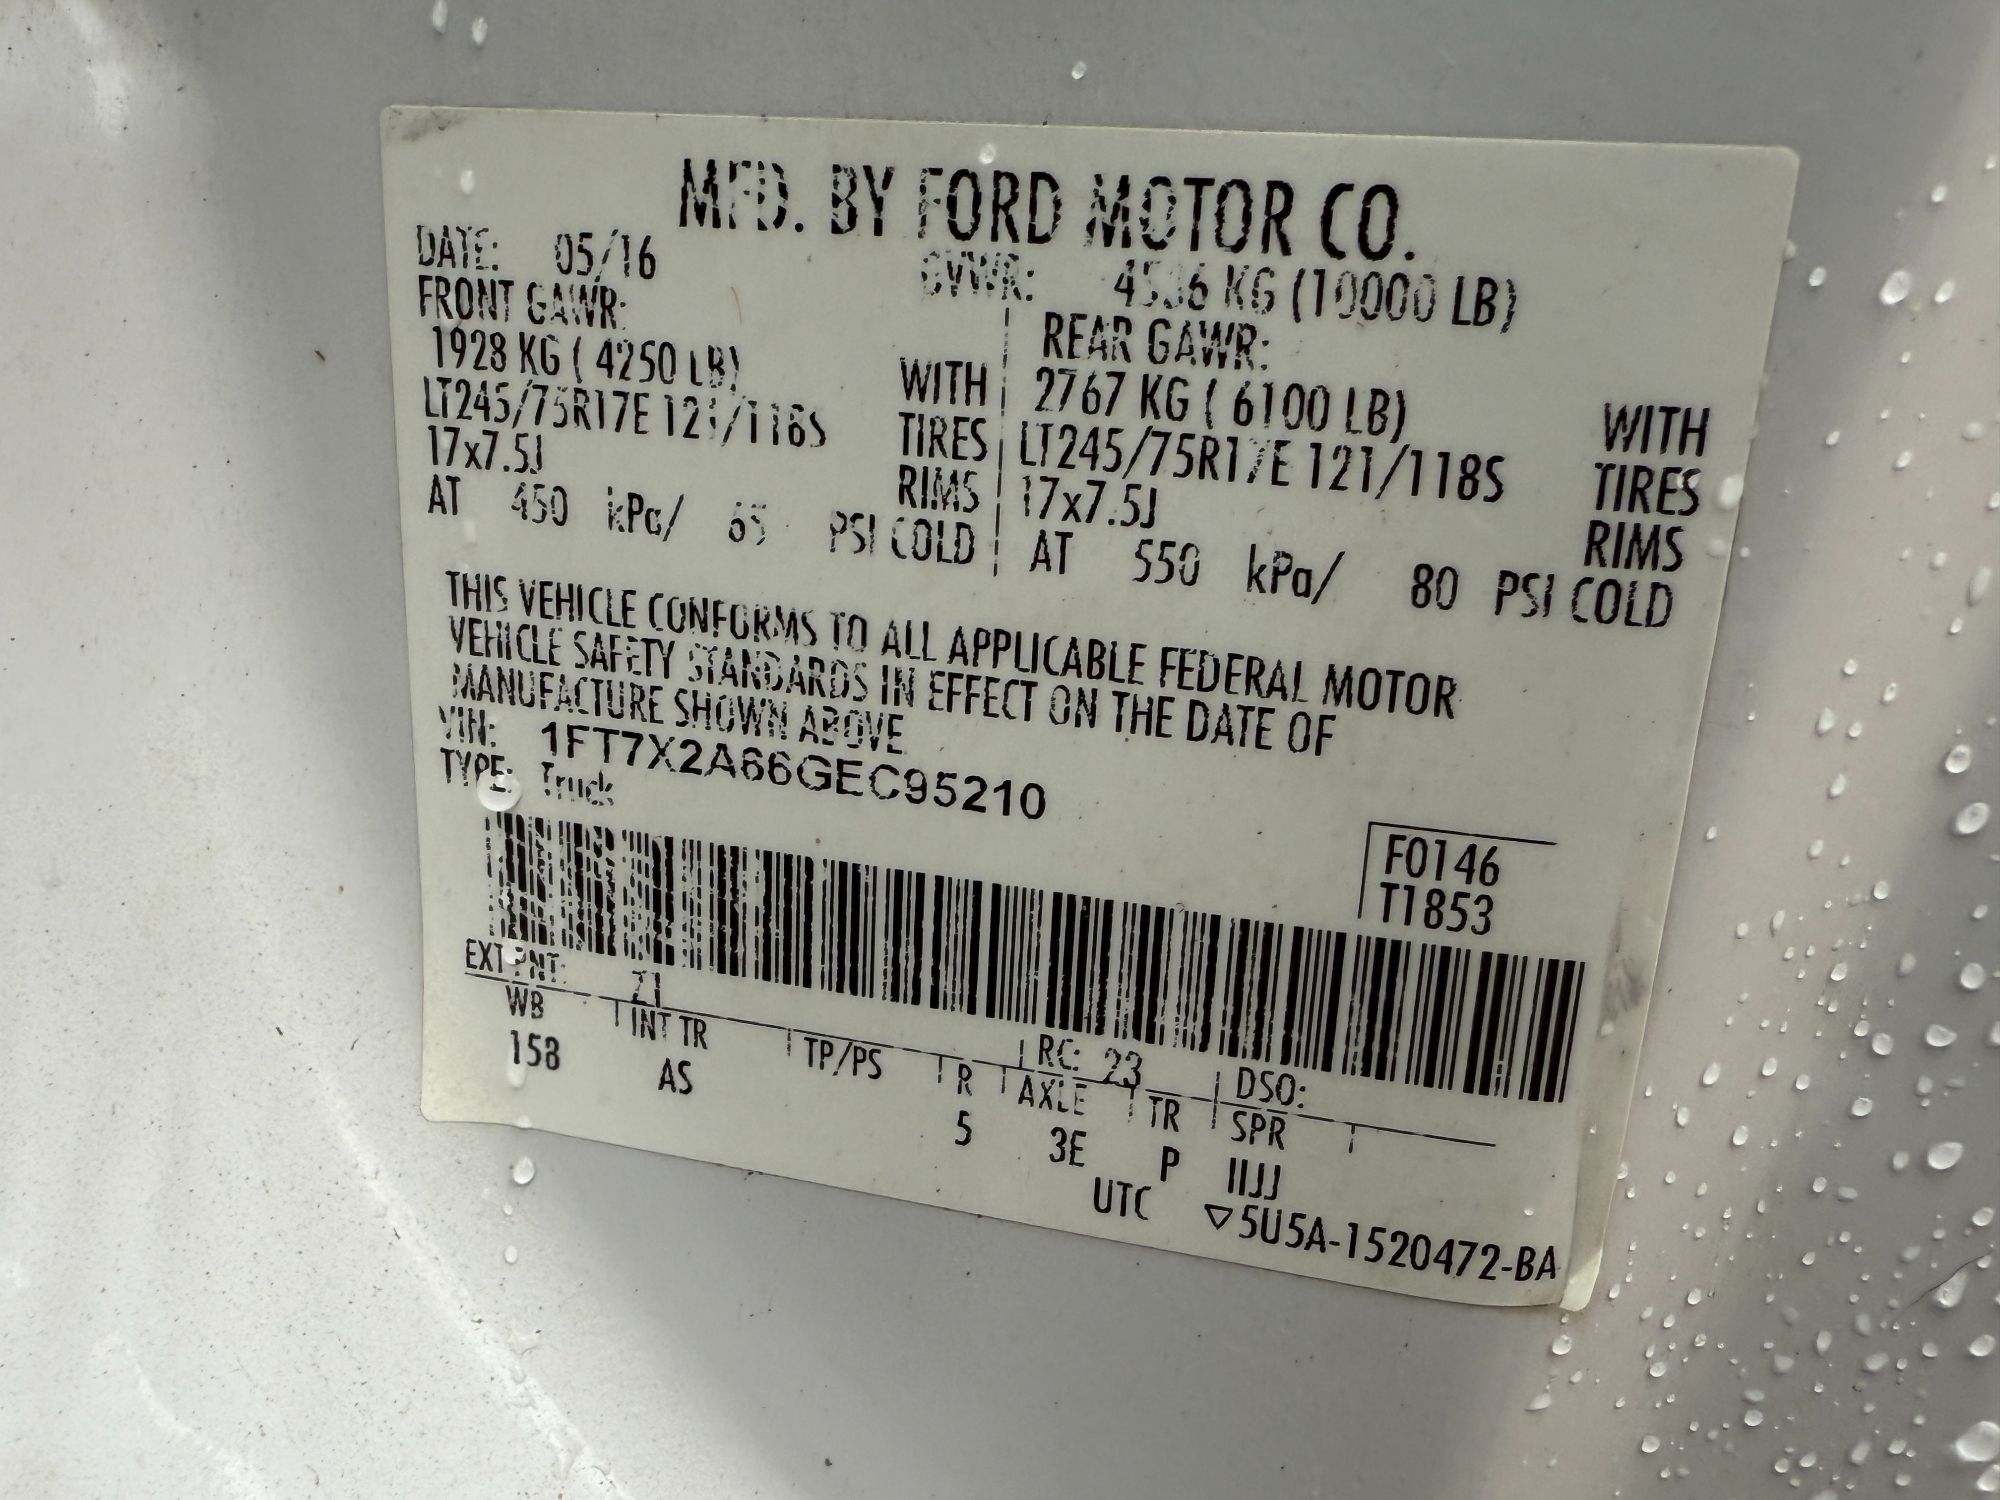 MFD. BY FORD MOTOR CO.
DATE: 05/16 GVWR: 4536 KG (10000 LB)
FRONT GAWR: REAR GAWR:
1928 KG ( 4250 LB) WITH 2767 KG ( 6100 LB) WITH
LT245/75R17E 121/118S TIRES LT245/75R17E 121/118S TIRES
17x7.5J RIMS 17x7.5J RIMS
AT 450 kPa/ 65 PSI COLD AT 550 kPa/ 80 PSI COLD
THIS VEHICLE CONFORMS TO ALL APPLICABLE FEDERAL MOTOR
VEHICLE SAFETY STANDARDS IN EFFECT ON THE DATE OF
MANUFACTURE SHOWN ABOVE.
VIN: 1FT7X2A66GEC95210
TYPE: Truck
F0146
T1853
EXT PNT: Z1 RC: 23 DSO:
WB INT TR TP/PS R AXLE TR SPR
158 AS 5 3E P IIJJ
UTC ▽5U5A-1520472-BA